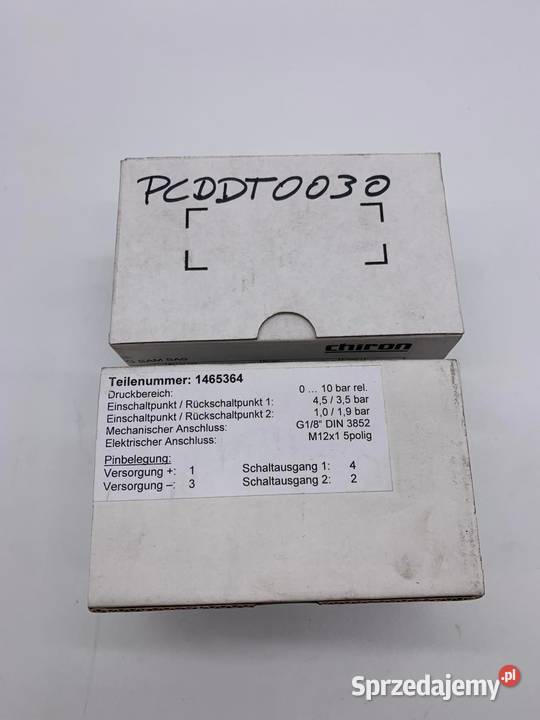 PCDDT0030
chiron
Teilenummer: 1465364
Druckbereich: 0 ... 10 bar rel.
Einschaltpunkt / Rückschaltpunkt 1: 4,5 / 3,5 bar
Einschaltpunkt / Rückschaltpunkt 2: 1,0 / 1,9 bar
Mechanischer Anschluss: G1/8" DIN 3852
Elektrischer Anschluss: M12x1 5polig
Pinbelegung:
Versorgung +: 1 Schaltausgang 1: 4
Versorgung –: 3 Schaltausgang 2: 2
Sprzedajemy.pl